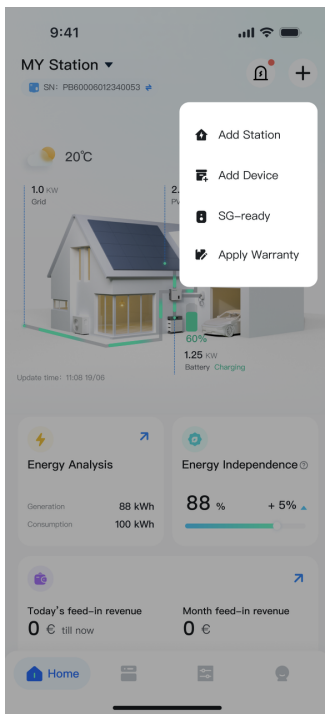 9:41
MY Station
SN: PB60006012340053
Add Station
Add Device
SG-ready
Apply Warranty
20℃
1.0 KW
Grid
2.
PV
60%
1.25 KW
Battery Charging
Update time: 11:06 19/06
Energy Analysis
Generation 88 kWh
Consumption 100 kWh
Energy Independence
88 % + 5%
Today's feed-in revenue
0 € till now
Month feed-in revenue
0 €
Home